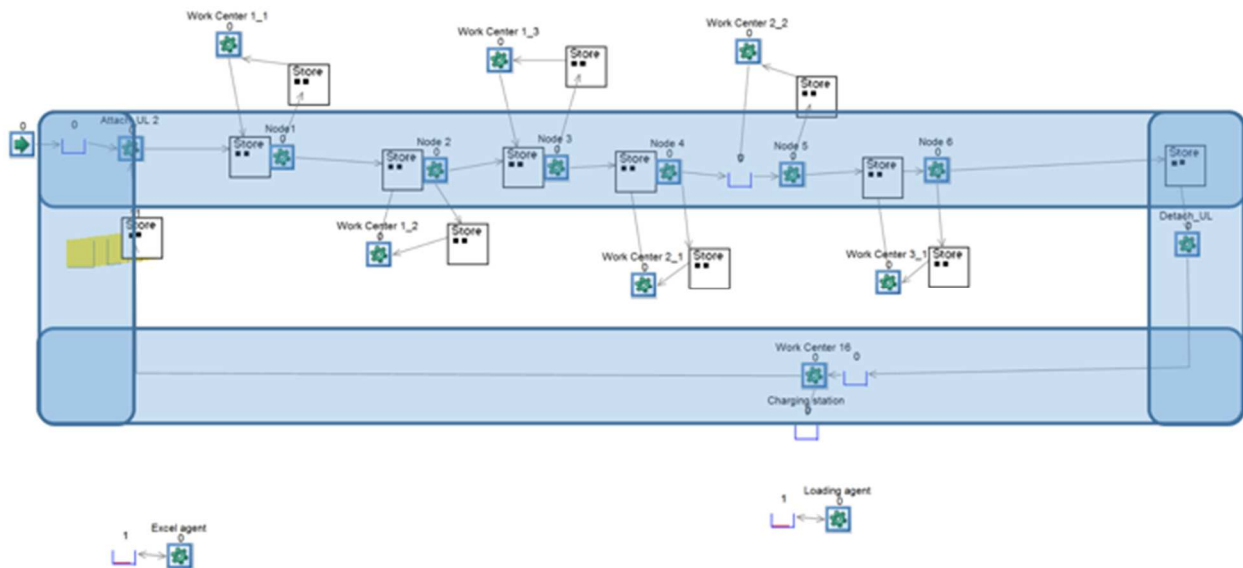 Work Center 1_1
0
Work Center 1_3
0
Work Center 2_2
0
Store
Store
Store
0
0
Attach_UL 2
0
Store
Node1
0
Store
Node 2
0
Store
Node 3
0
Store
Node 4
0
0
Node 5
0
Store
Node 6
0
Store
Store
Work Center 1_2
0
Store
Work Center 2_1
0
Store
Work Center 3_1
0
Store
Detach_UL
0
Work Center 16
0
0
Charging station
0
1
Loading agent
0
1
Excel agent
0